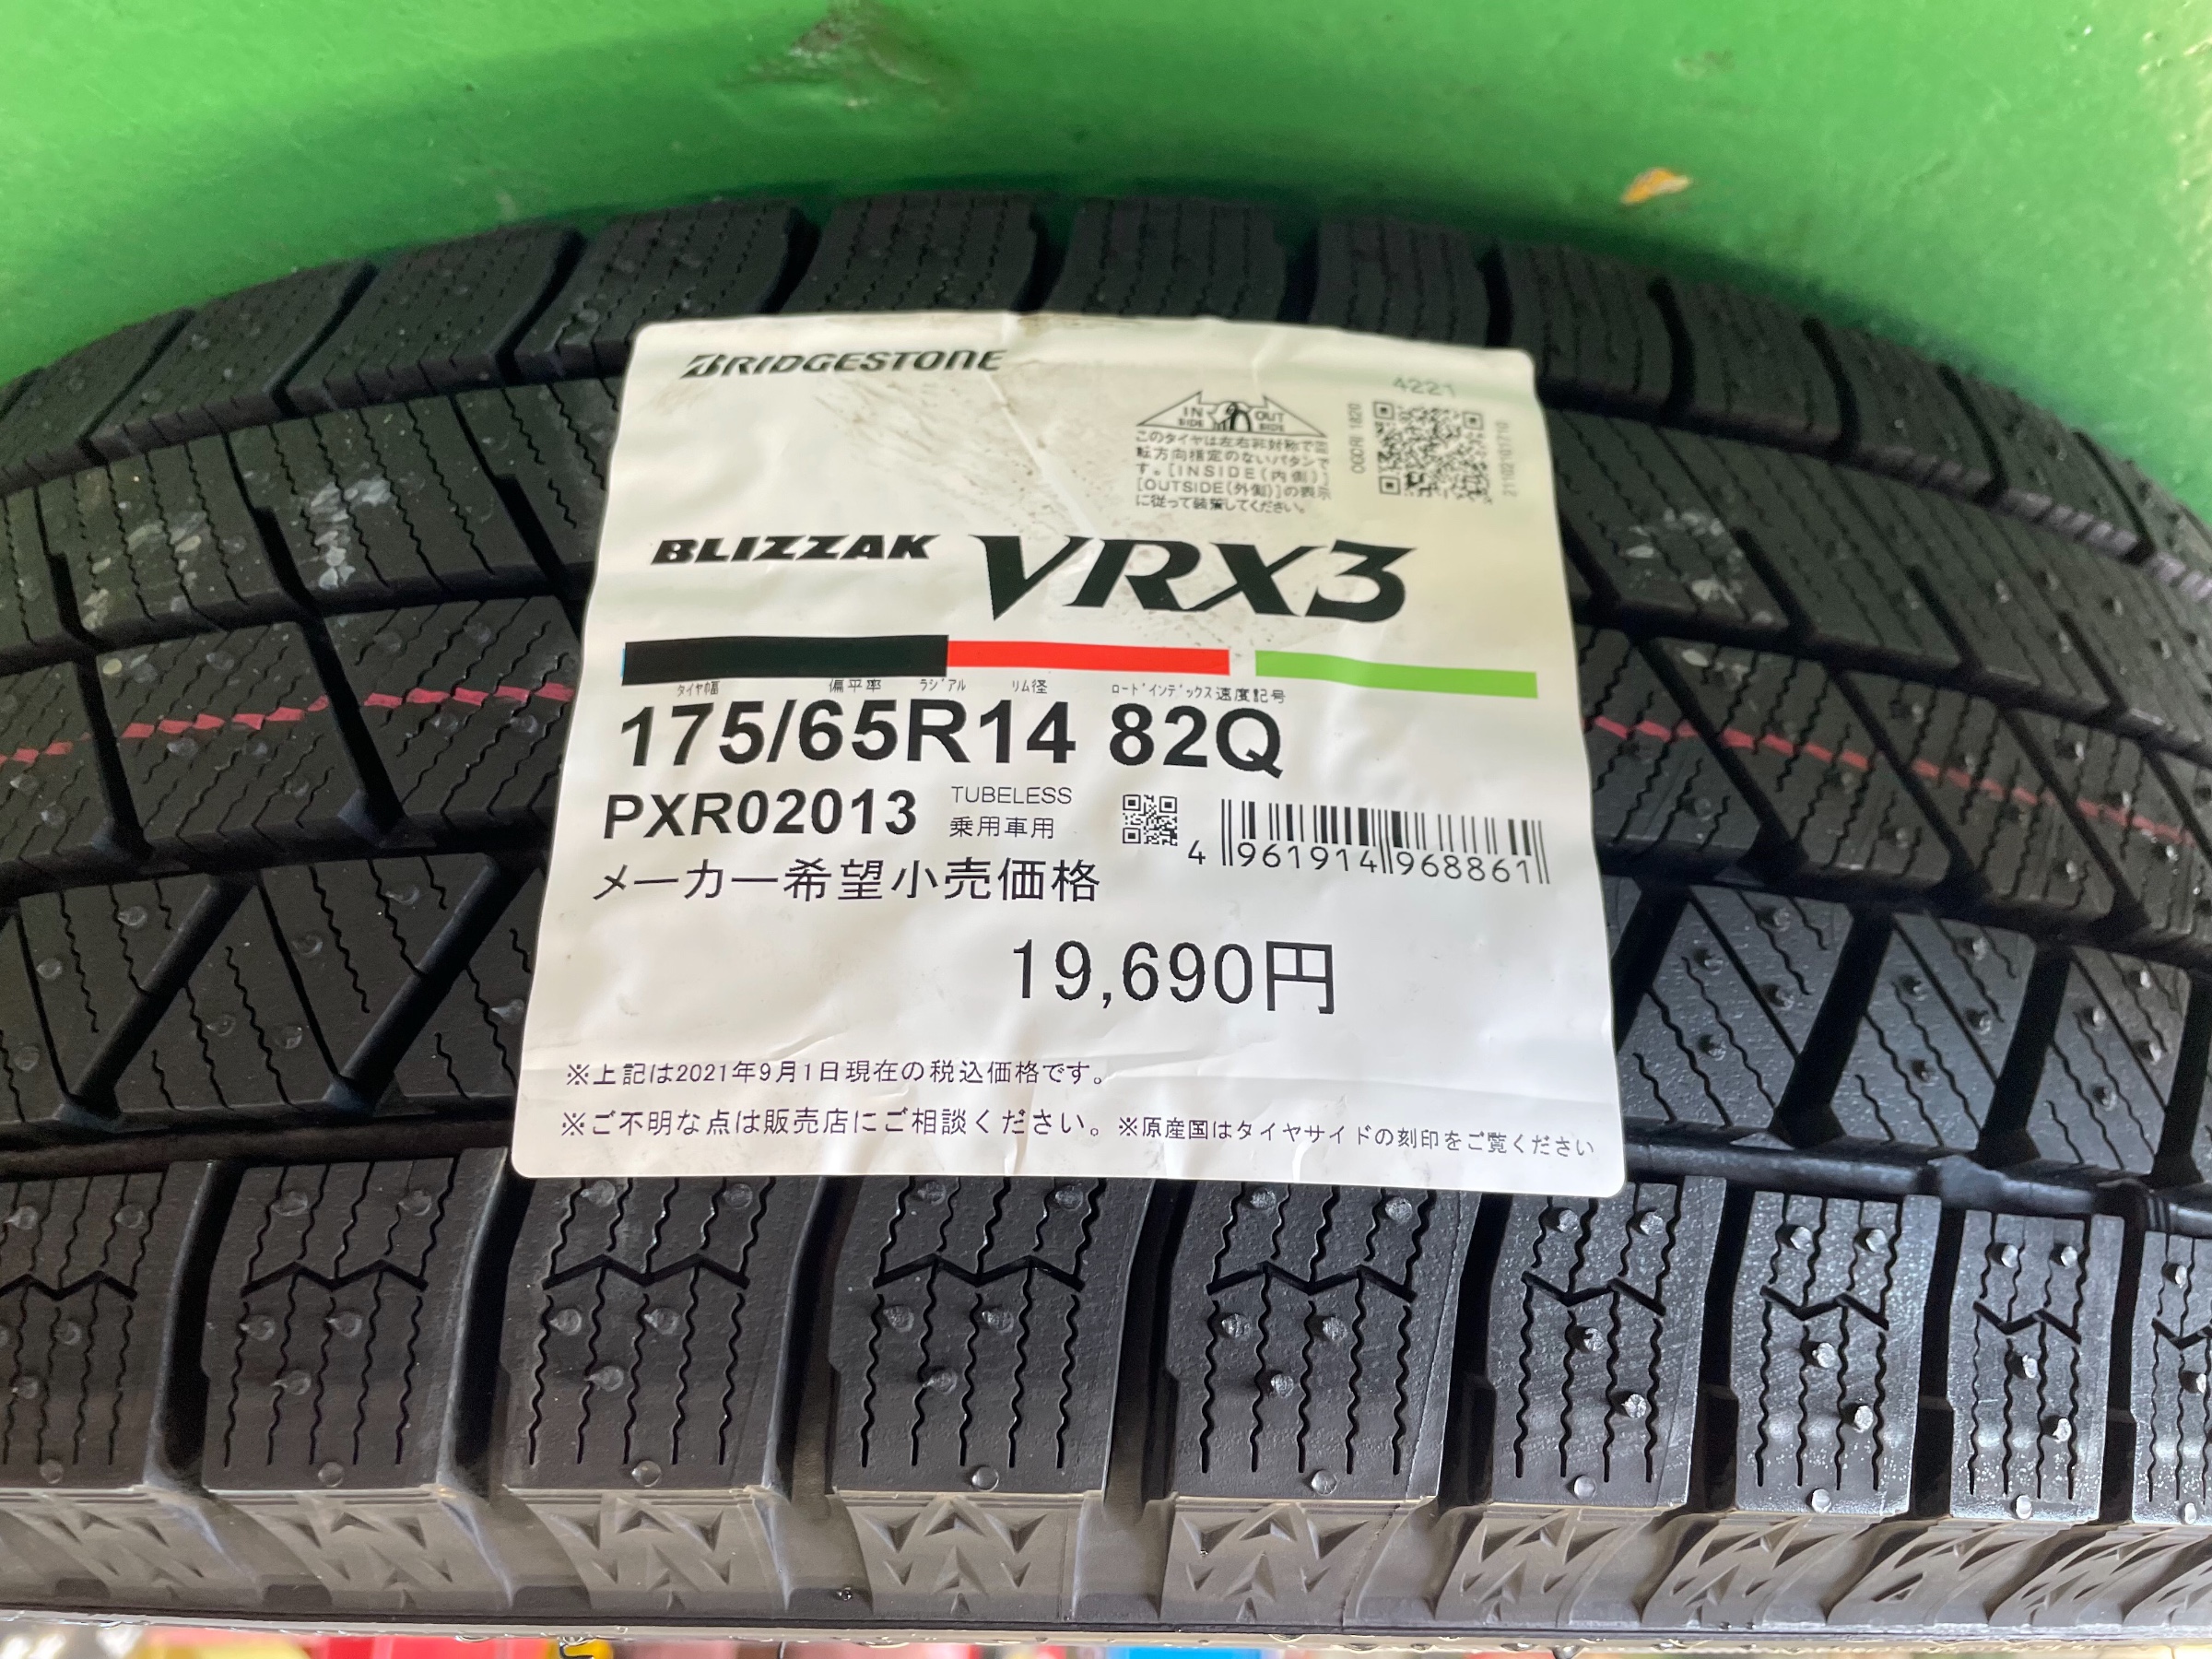 BRIDGESTONE
4221
IN SIDE OUT SIDE
このタイヤは左右非対称で回
転方向指定のないパタンで
す。[INSIDE(内側)]
[OUTSIDE(外側)]の表示
に従って装着してください。
BLIZZAK VRX3
タイヤ幅 偏平率 ラジアル リム径 ロードインデックス 速度記号
175/65R14 82Q
PXR02013
TUBELESS
乗用車用
4 961914 968861
メーカー希望小売価格
19,690円
※上記は2021年9月1日現在の税込価格です。
※ご不明な点は販売店にご相談ください。※原産国はタイヤサイドの刻印をご覧ください